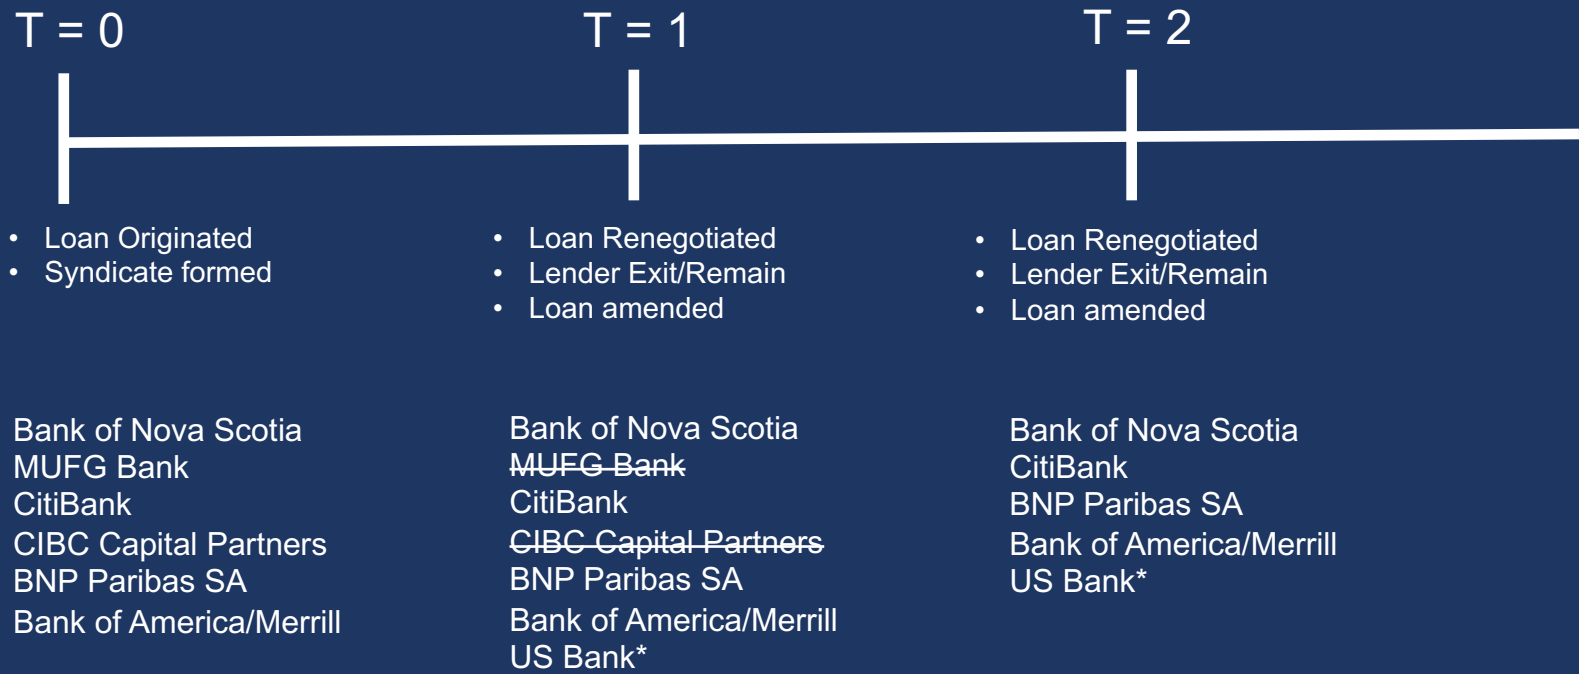 T = 0
T = 1
T = 2
• Loan Originated
• Syndicate formed
• Loan Renegotiated
• Lender Exit/Remain
• Loan amended
• Loan Renegotiated
• Lender Exit/Remain
• Loan amended
Bank of Nova Scotia
MUFG Bank
CitiBank
CIBC Capital Partners
BNP Paribas SA
Bank of America/Merrill
Bank of Nova Scotia
MUFG Bank
CitiBank
CIBC Capital Partners
BNP Paribas SA
Bank of America/Merrill
US Bank*
Bank of Nova Scotia
CitiBank
BNP Paribas SA
Bank of America/Merrill
US Bank*